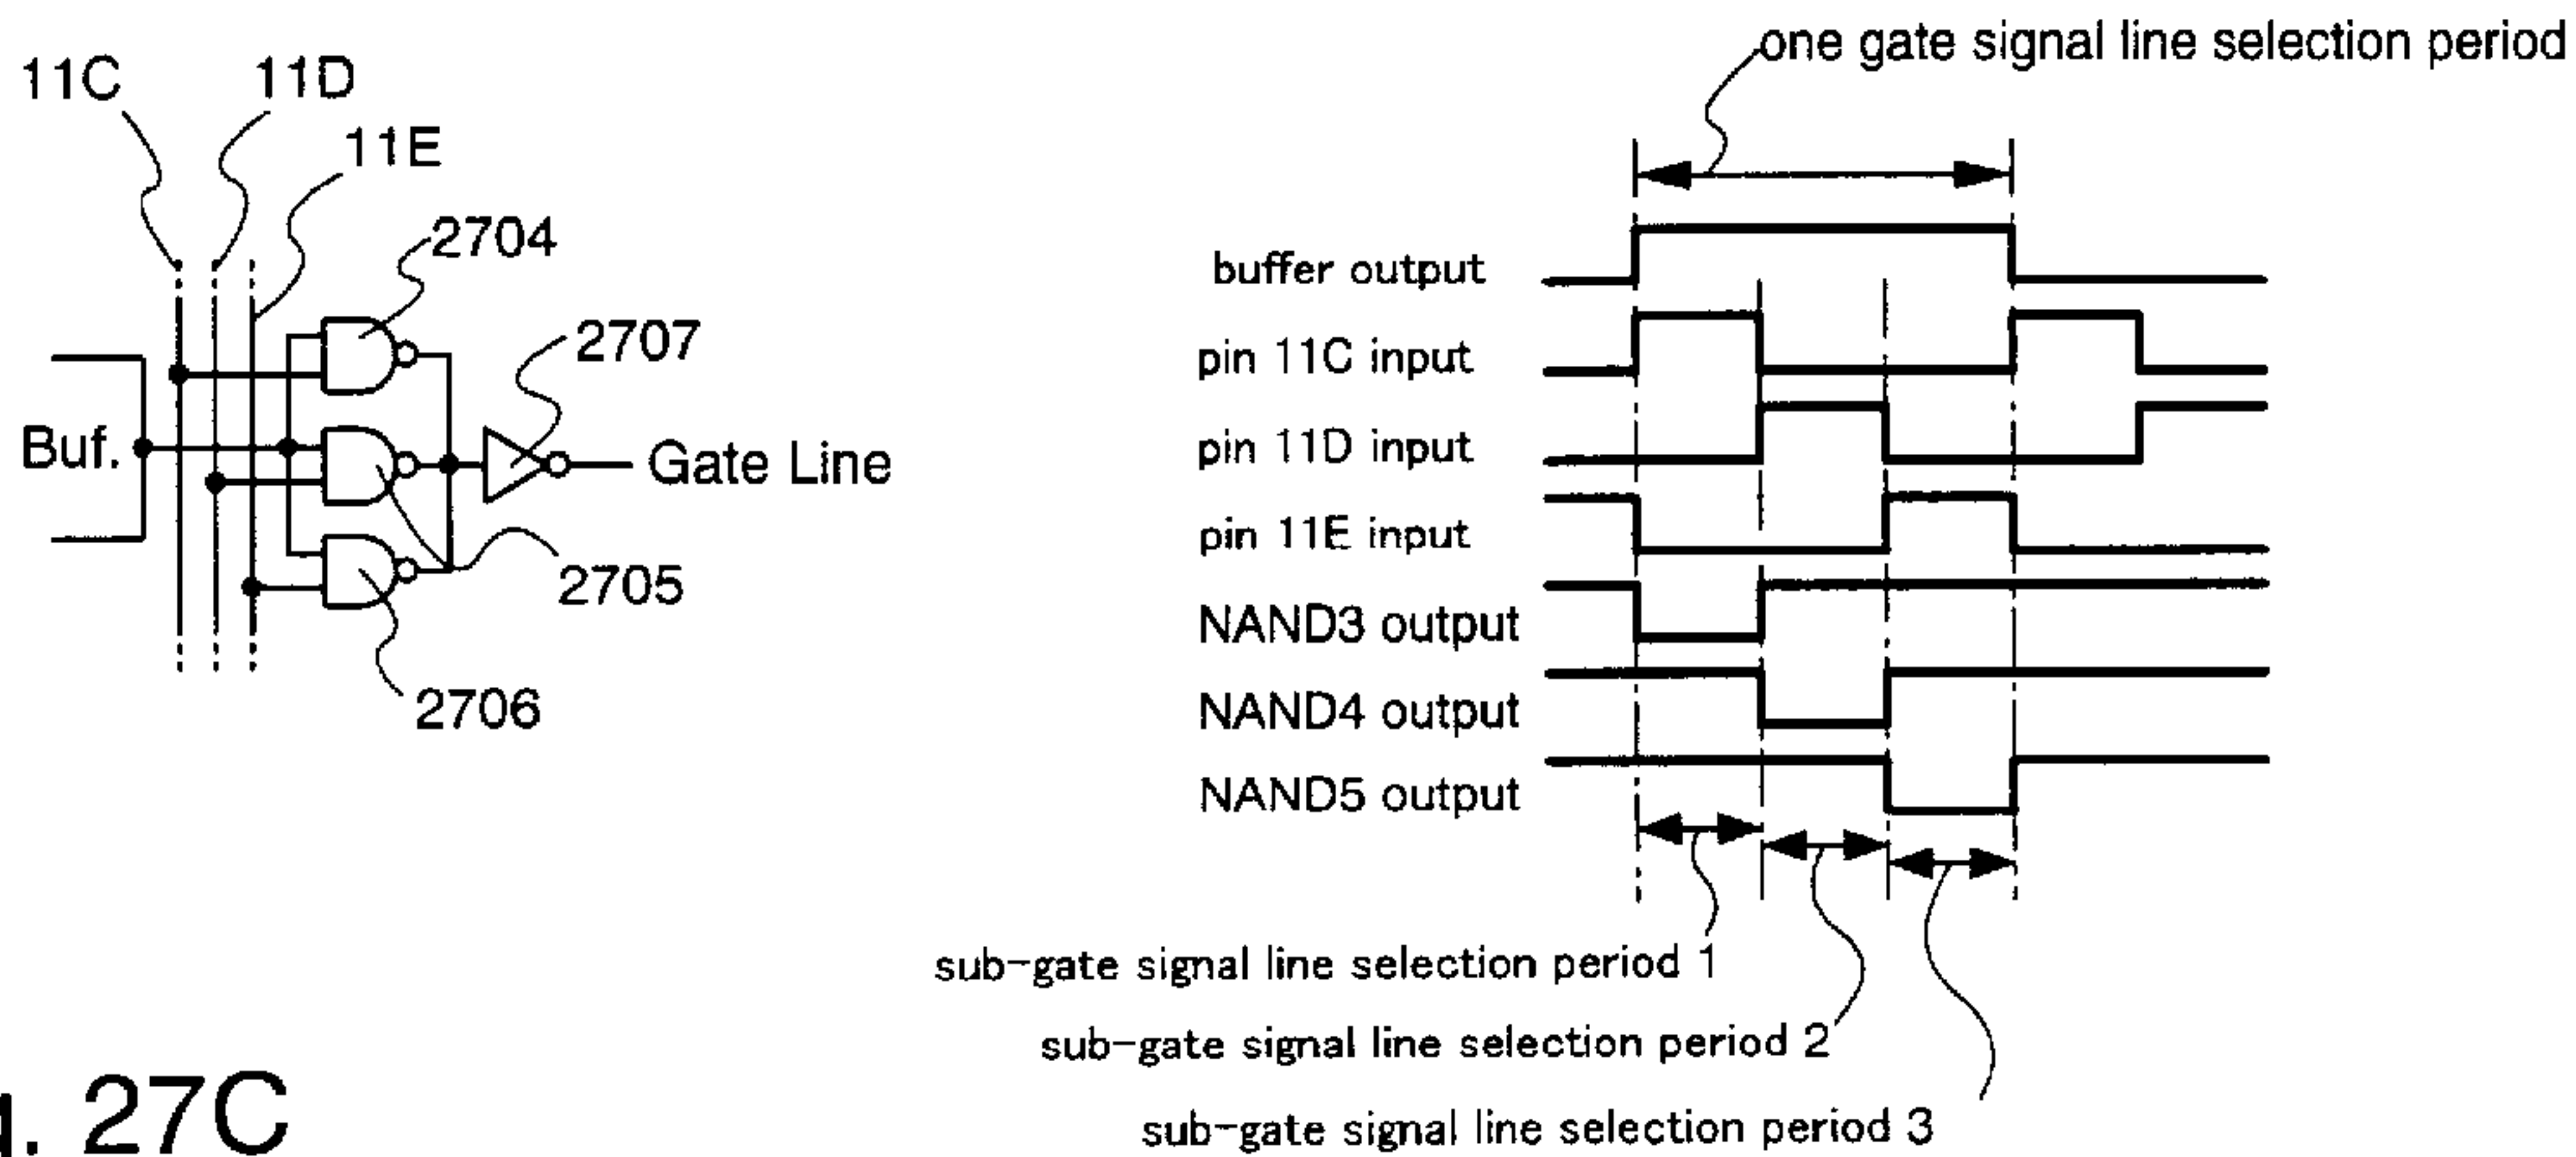 one gate signal line selection period
11C
11D
11E
2704
2707
Buf.
Gate Line
2705
2706
buffer output
pin 11C input
pin 11D input
pin 11E input
NAND3 output
NAND4 output
NAND5 output
sub-gate signal line selection period 1
sub-gate signal line selection period 2
sub-gate signal line selection period 3
27C